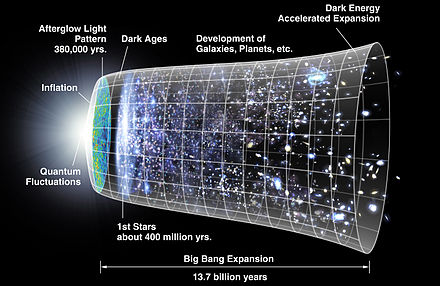 Dark Energy
Accelerated Expansion
Afterglow Light
Pattern
380,000 yrs.
Dark Ages
Development of
Galaxies, Planets, etc.
Inflation
Quantum
Fluctuations
1st Stars
about 400 million yrs.
Big Bang Expansion
13.7 billion years